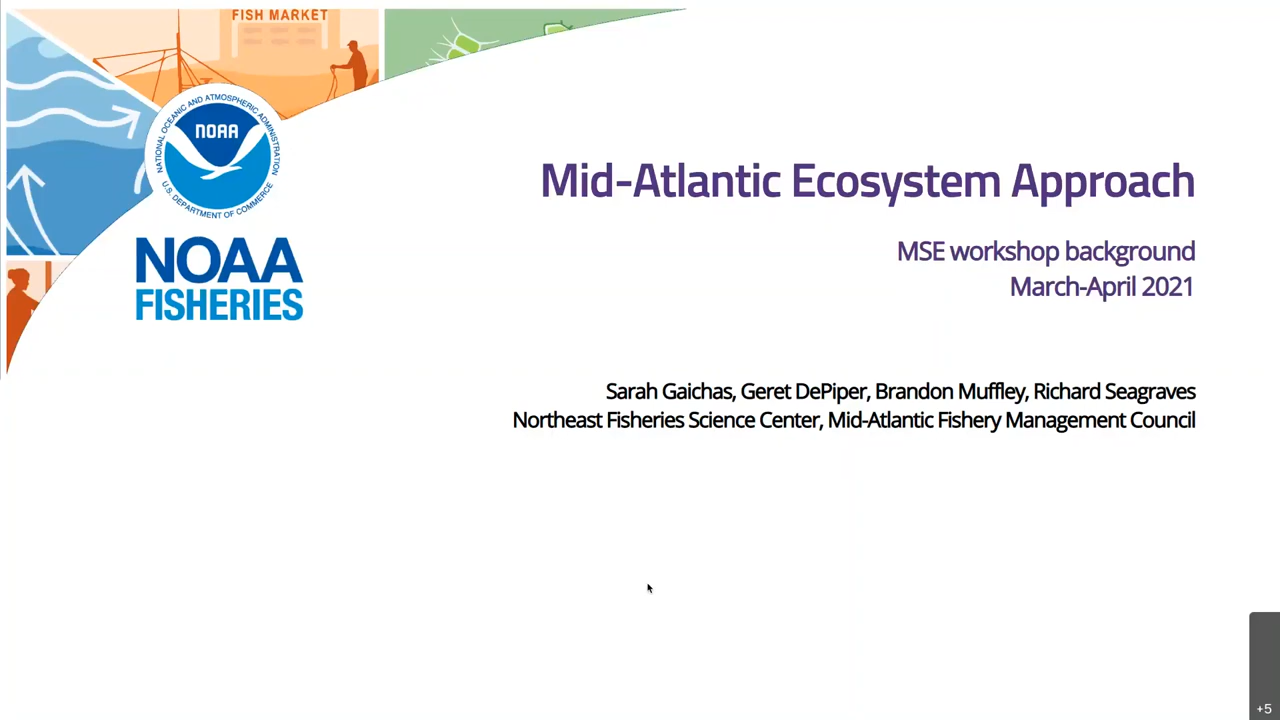 FISH MARKET
NATIONAL OCEANIC AND ATMOSPHERIC ADMINISTRATION
NOAA
U.S. DEPARTMENT OF COMMERCE
NOAA
FISHERIES
Mid-Atlantic Ecosystem Approach
MSE workshop background
March-April 2021
Sarah Gaichas, Geret DePiper, Brandon Muffley, Richard Seagraves
Northeast Fisheries Science Center, Mid-Atlantic Fishery Management Council
+5